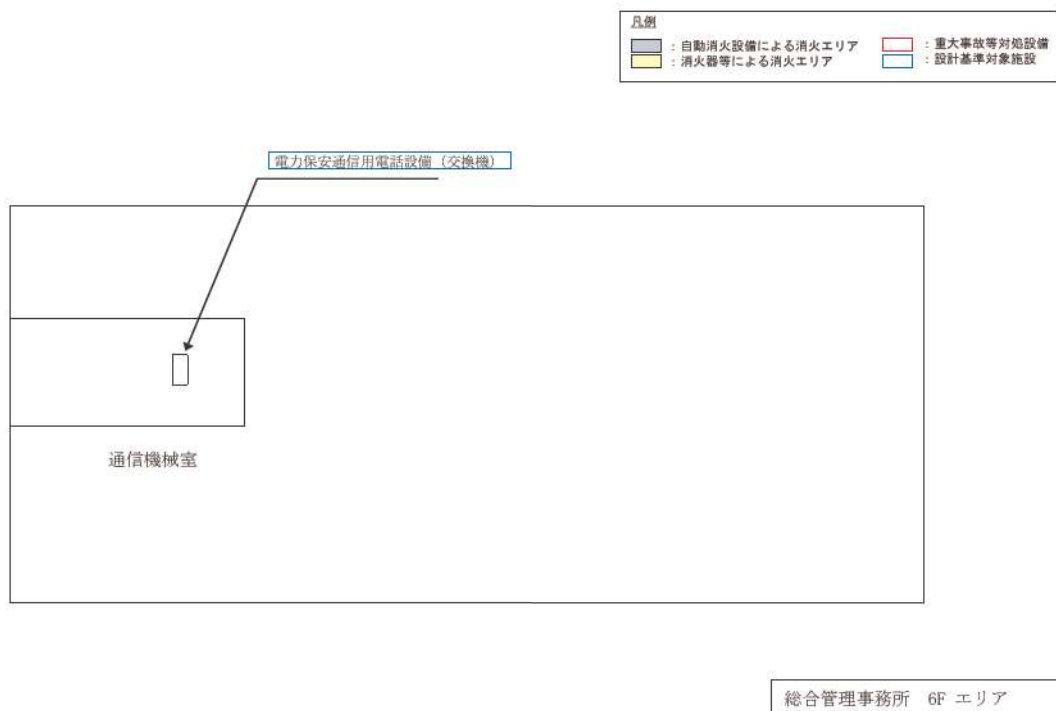 凡例
：自動消火設備による消火エリア ：重大事故等対処設備
：消火器等による消火エリア ：設計基準対象施設
電力保安通信用電話設備（交換機）
通信機械室
総合管理事務所 6F エリア